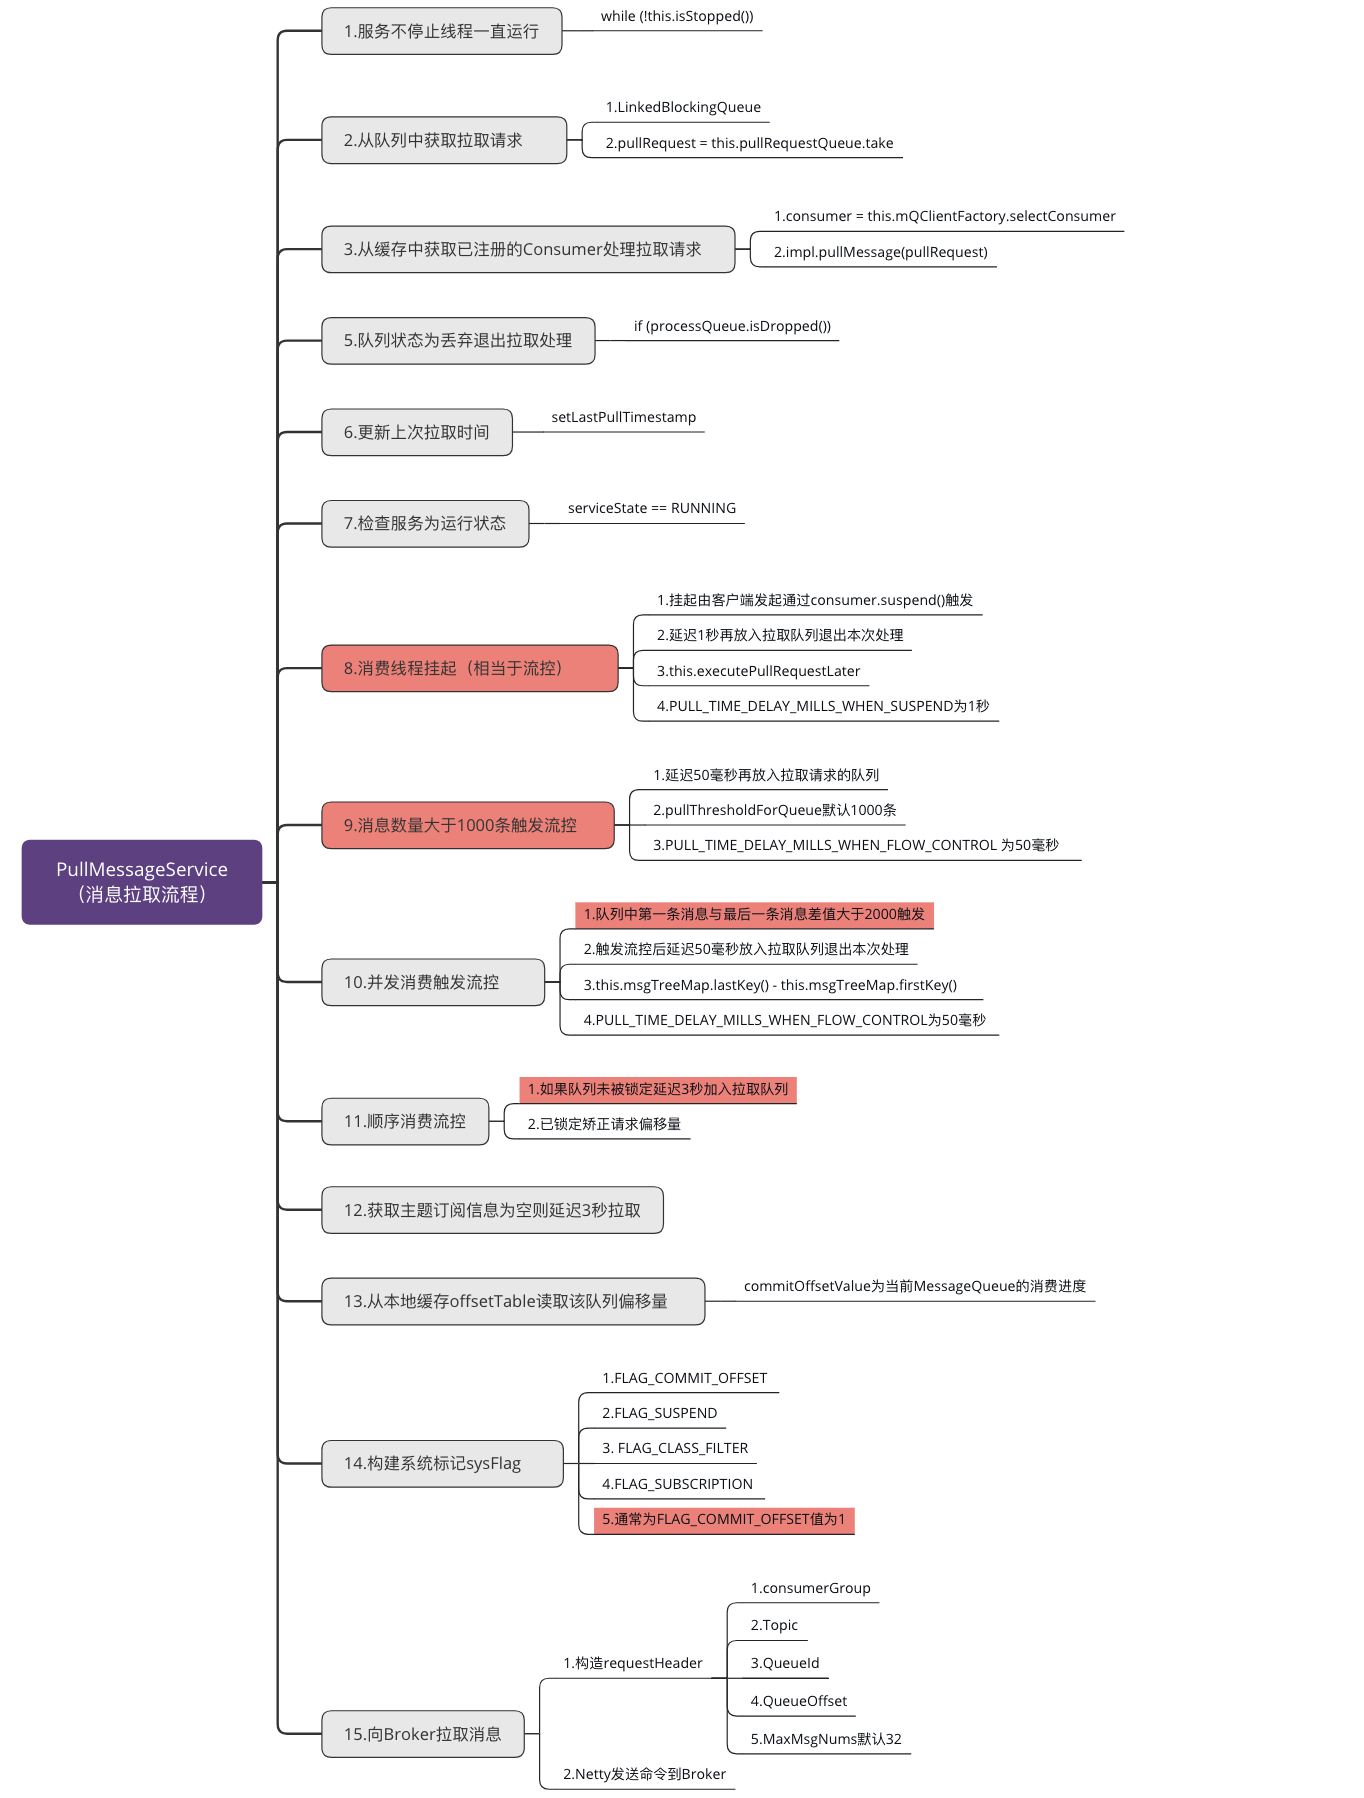 PullMessageService
（消息拉取流程）
1.服务不停止线程一直运行
while (!this.isStopped())
2.从队列中获取拉取请求
1.LinkedBlockingQueue
2.pullRequest = this.pullRequestQueue.take
3.从缓存中获取已注册的Consumer处理拉取请求
1.consumer = this.mQClientFactory.selectConsumer
2.impl.pullMessage(pullRequest)
5.队列状态为丢弃退出拉取处理
if (processQueue.isDropped())
6.更新上次拉取时间
setLastPullTimestamp
7.检查服务为运行状态
serviceState == RUNNING
8.消费线程挂起（相当于流控）
1.挂起由客户端发起通过consumer.suspend()触发
2.延迟1秒再放入拉取队列退出本次处理
3.this.executePullRequestLater
4.PULL_TIME_DELAY_MILLS_WHEN_SUSPEND为1秒
9.消息数量大于1000条触发流控
1.延迟50毫秒再放入拉取请求的队列
2.pullThresholdForQueue默认1000条
3.PULL_TIME_DELAY_MILLS_WHEN_FLOW_CONTROL 为50毫秒
10.并发消费触发流控
1.队列中第一条消息与最后一条消息差值大于2000触发
2.触发流控后延迟50毫秒放入拉取队列退出本次处理
3.this.msgTreeMap.lastKey() - this.msgTreeMap.firstKey()
4.PULL_TIME_DELAY_MILLS_WHEN_FLOW_CONTROL为50毫秒
11.顺序消费流控
1.如果队列未被锁定延迟3秒加入拉取队列
2.已锁定矫正请求偏移量
12.获取主题订阅信息为空则延迟3秒拉取
13.从本地缓存offsetTable读取该队列偏移量
commitOffsetValue为当前MessageQueue的消费进度
14.构建系统标记sysFlag
1.FLAG_COMMIT_OFFSET
2.FLAG_SUSPEND
3. FLAG_CLASS_FILTER
4.FLAG_SUBSCRIPTION
5.通常为FLAG_COMMIT_OFFSET值为1
15.向Broker拉取消息
1.构造requestHeader
1.consumerGroup
2.Topic
3.QueueId
4.QueueOffset
5.MaxMsgNums默认32
2.Netty发送命令到Broker